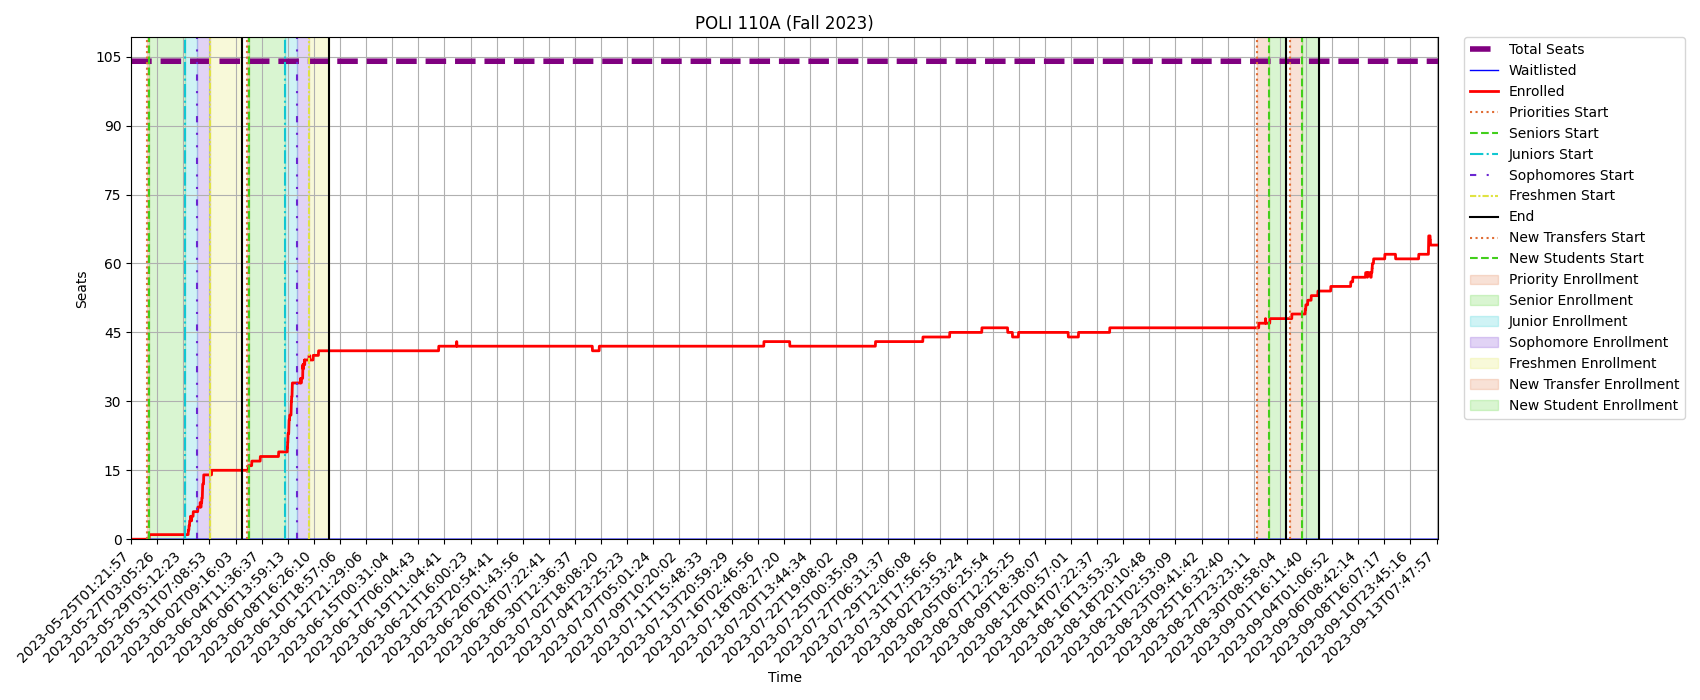 POLI 110A (Fall 2023)
105
90
75
60
45
30
15
0
Seats
2023-05-25T01:21:57
2023-05-27T03:05:26
2023-05-29T05:12:23
2023-05-31T07:08:53
2023-06-02T09:16:03
2023-06-04T11:36:37
2023-06-06T13:59:13
2023-06-08T16:26:10
2023-06-10T18:57:06
2023-06-12T21:29:06
2023-06-15T00:31:04
2023-06-17T06:04:43
2023-06-19T11:04:41
2023-06-21T16:00:23
2023-06-23T20:54:41
2023-06-26T01:43:56
2023-06-28T07:22:41
2023-06-30T12:36:37
2023-07-02T18:08:20
2023-07-04T23:25:23
2023-07-07T05:01:24
2023-07-09T10:20:02
2023-07-11T15:48:33
2023-07-13T20:59:29
2023-07-16T02:46:56
2023-07-18T08:27:20
2023-07-20T13:44:34
2023-07-22T19:08:02
2023-07-25T00:35:09
2023-07-27T06:31:37
2023-07-29T12:06:08
2023-07-31T17:56:56
2023-08-02T23:53:24
2023-08-05T06:25:54
2023-08-07T12:25:25
2023-08-09T18:38:07
2023-08-12T00:57:01
2023-08-14T07:22:37
2023-08-16T13:53:32
2023-08-18T20:10:48
2023-08-21T02:53:09
2023-08-23T09:41:42
2023-08-25T16:32:40
2023-08-27T23:23:11
2023-08-30T08:58:04
2023-09-01T16:11:40
2023-09-04T01:06:52
2023-09-06T08:42:14
2023-09-08T16:07:17
2023-09-10T23:45:16
2023-09-13T07:47:57
Time
Total Seats
Waitlisted
Enrolled
Priorities Start
Seniors Start
Juniors Start
Sophomores Start
Freshmen Start
End
New Transfers Start
New Students Start
Priority Enrollment
Senior Enrollment
Junior Enrollment
Sophomore Enrollment
Freshmen Enrollment
New Transfer Enrollment
New Student Enrollment